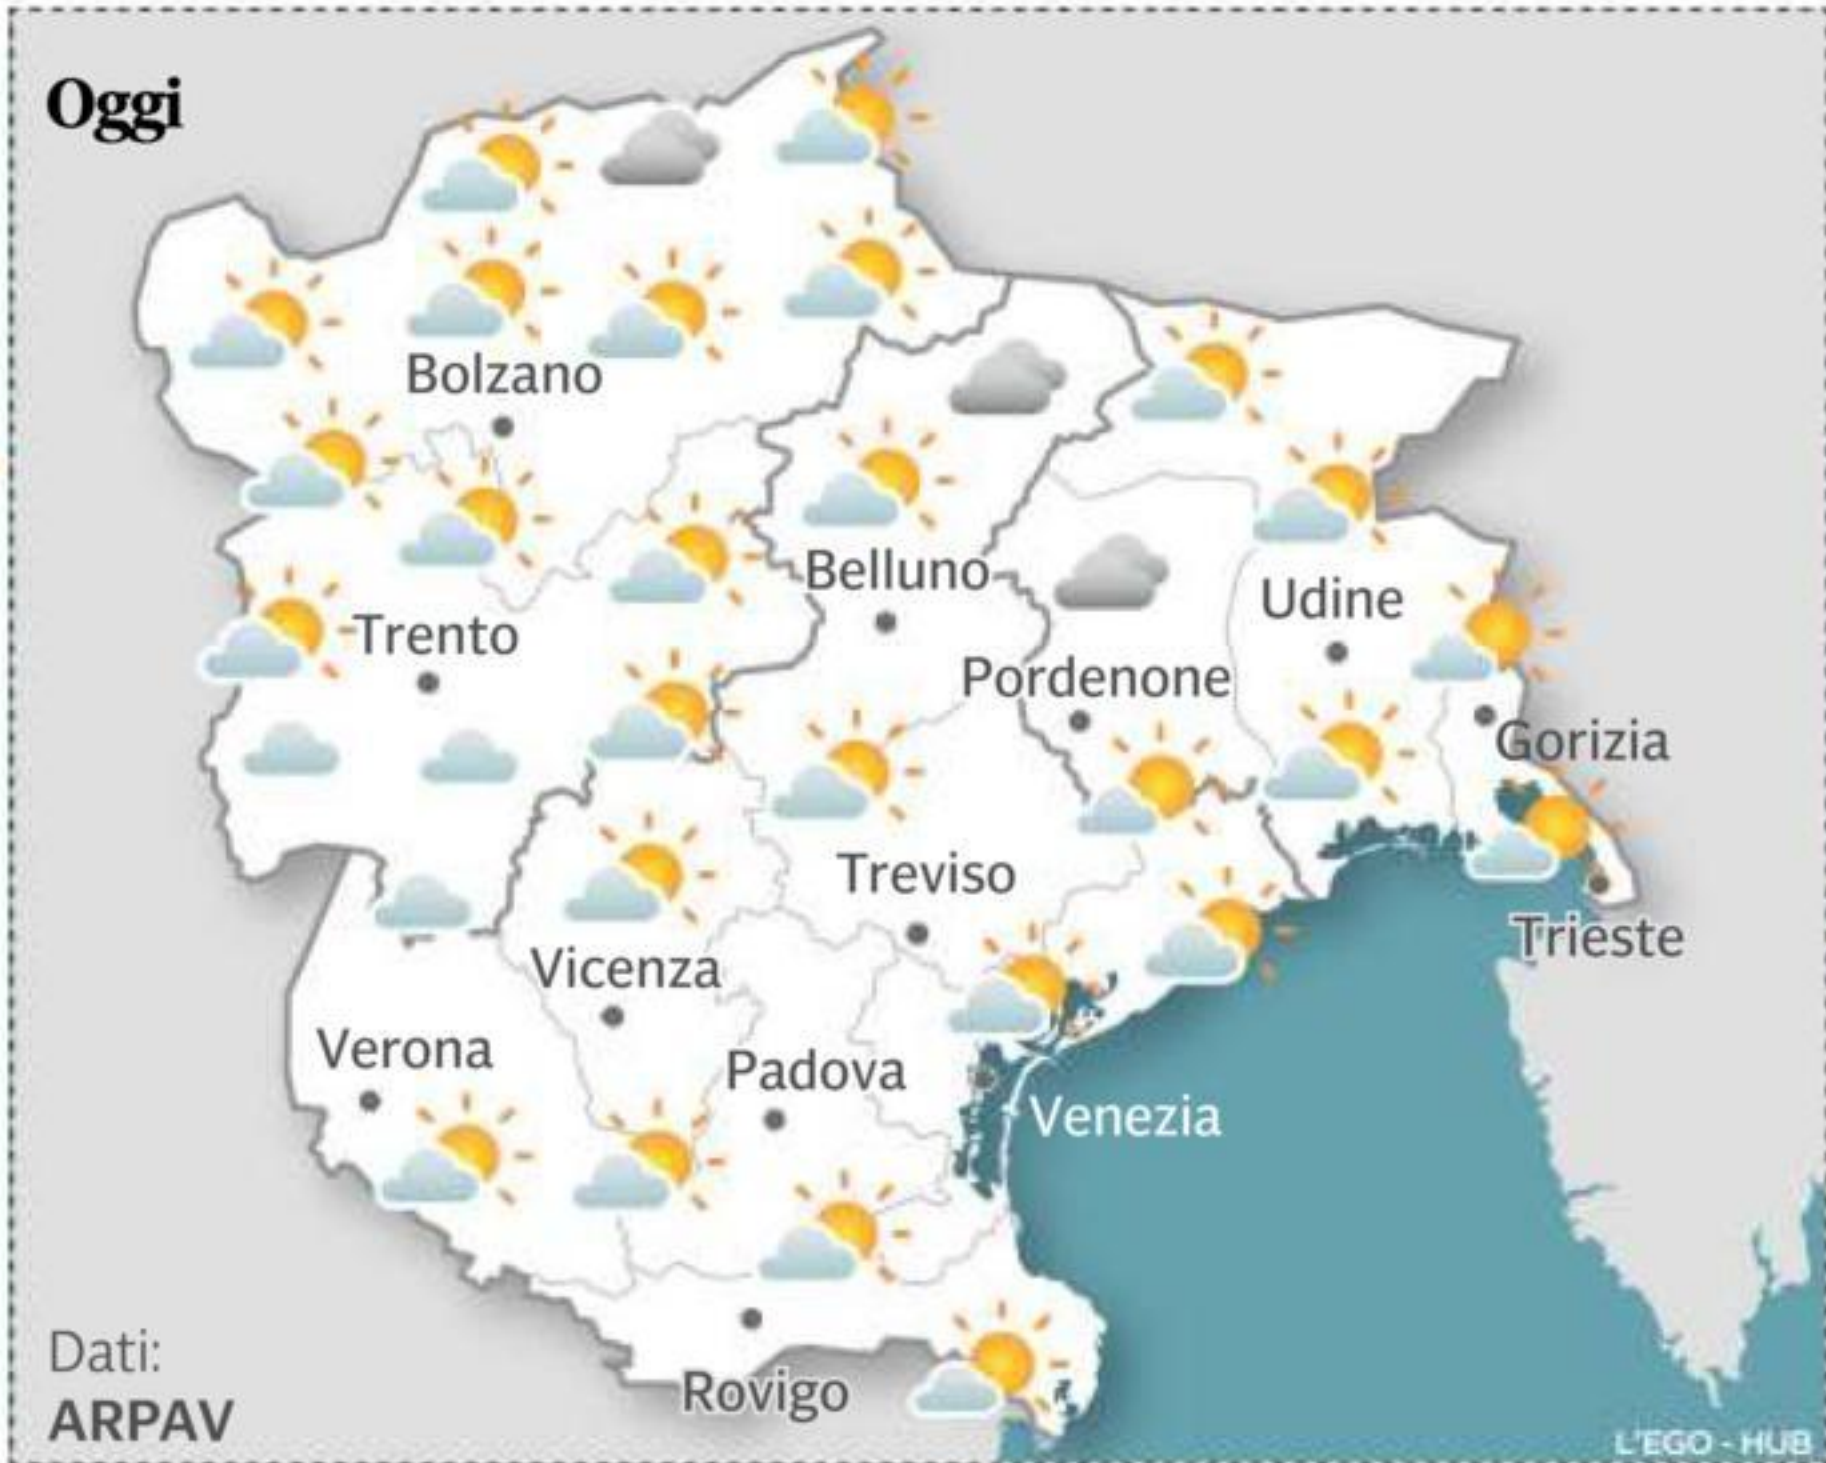 Oggi
Bolzano
Belluno
Udine
Trento
Pordenone
Gorizia
Treviso
Trieste
Vicenza
Verona
Padova
Venezia
Rovigo
Dati:
ARPAV
L'EGO - HUB